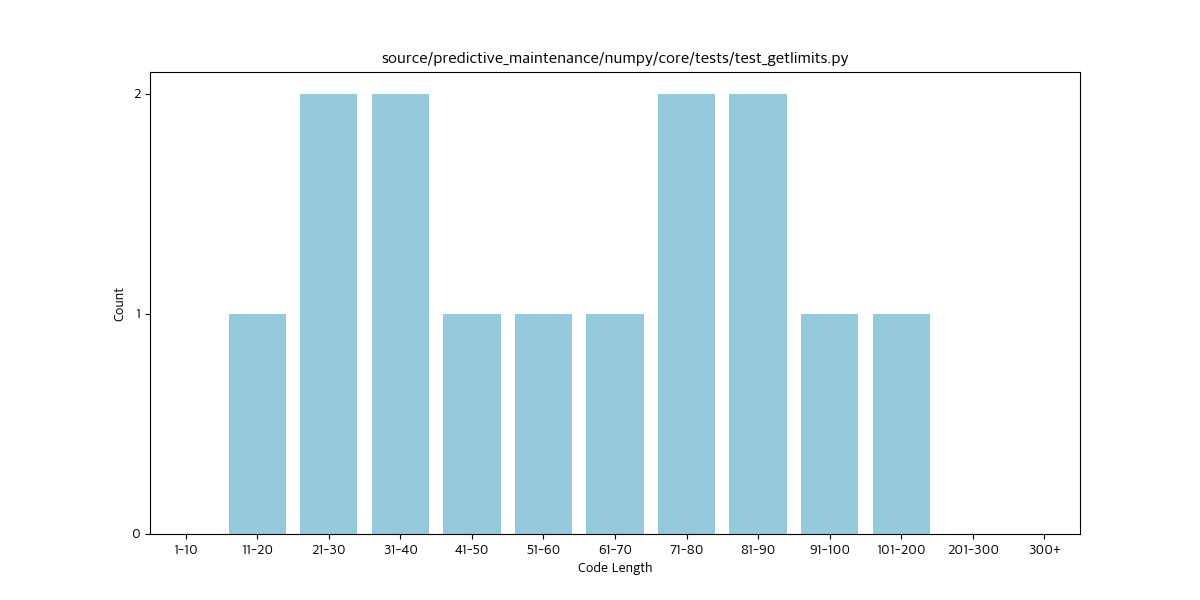 source/predictive_maintenance/numpy/core/tests/test_getlimits.py
2
1
0
Count
1-10 11-20 21-30 31-40 41-50 51-60 61-70 71-80 81-90 91-100 101-200 201-300 300+
Code Length